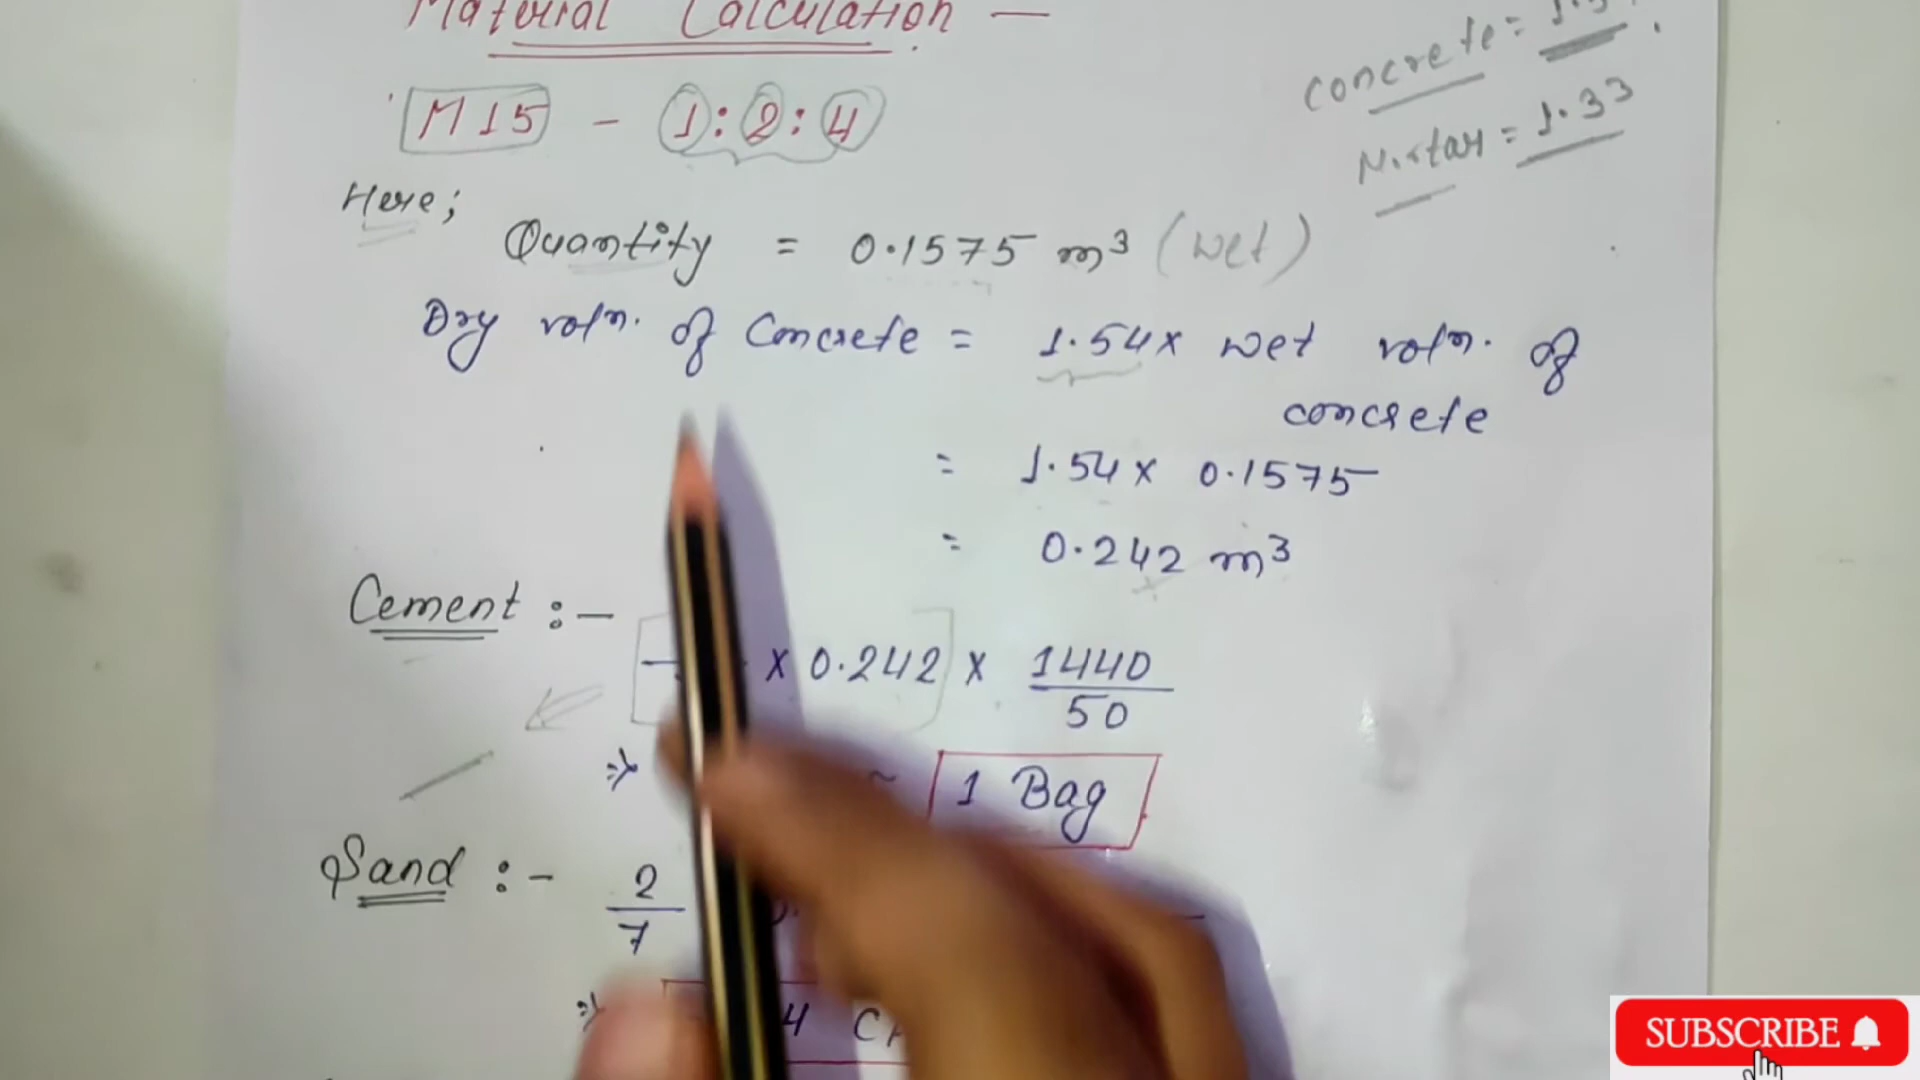 Material Calculation —
Concrete =
M15 - 1:2:4
Mortar = 1.33
Here;
Quantity = 0.1575 m³ (wet)
Dry volm. of Concrete = 1.54 x wet volm. of
concrete
= 1.54 x 0.1575
= 0.242 m³
Cement :-
x 0.242 x 1440
50
⇒ ~ 1 Bag
Sand :- 2
7
⇒ 4
SUBSCRIBE